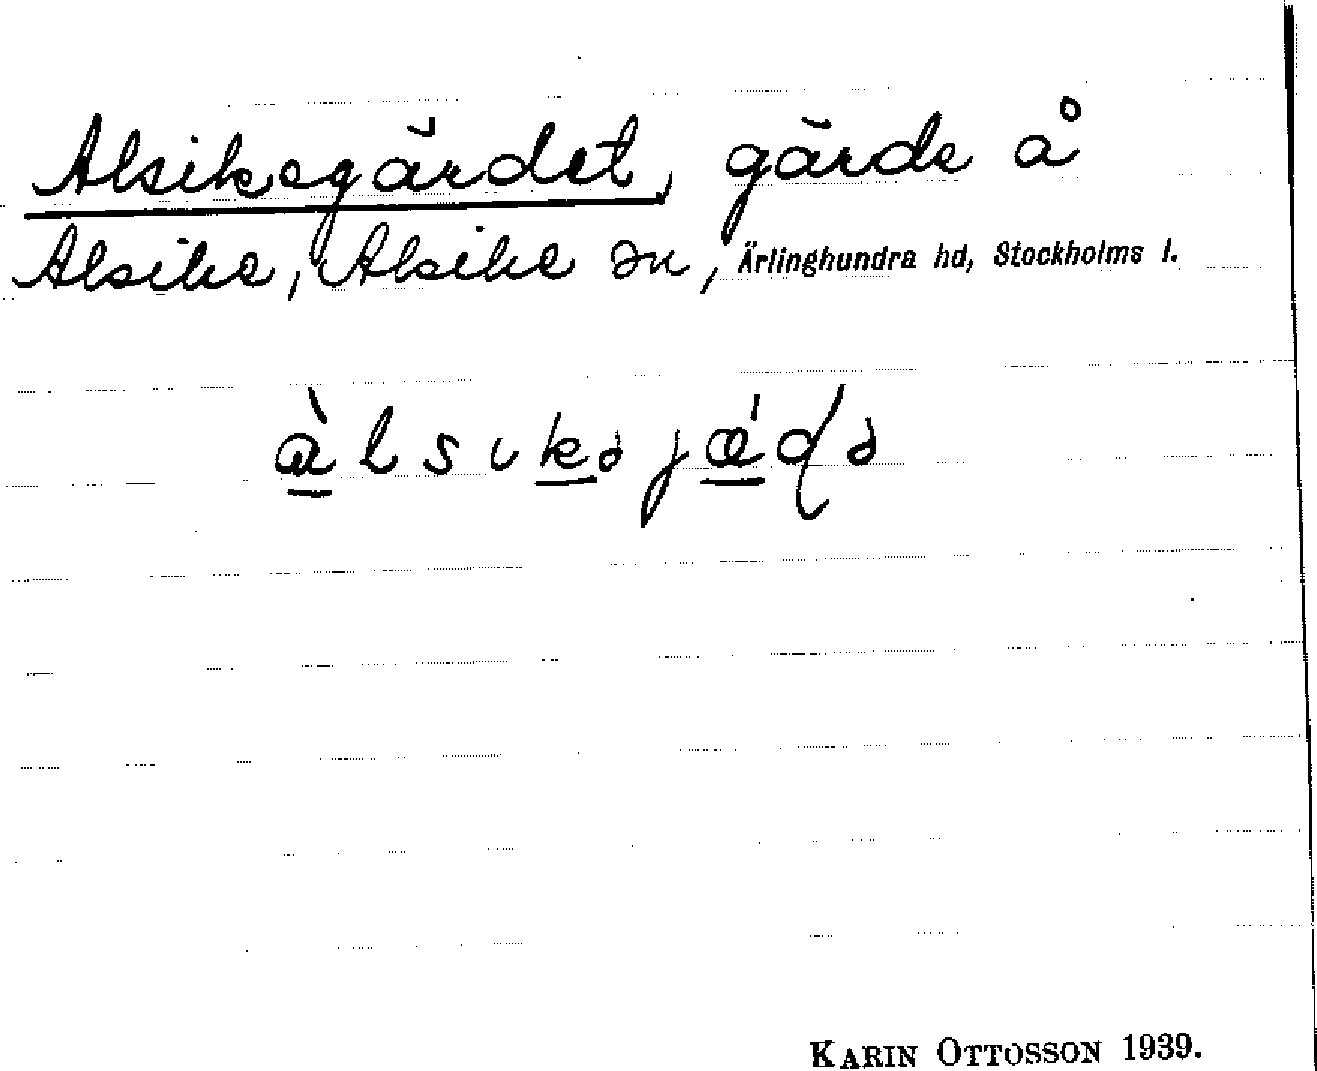 Alsikegärdet, gärde å
Alsike, Alsike sn, Ärlinghundra hd, Stockholms l.
KARIN OTTOSSON 1939.